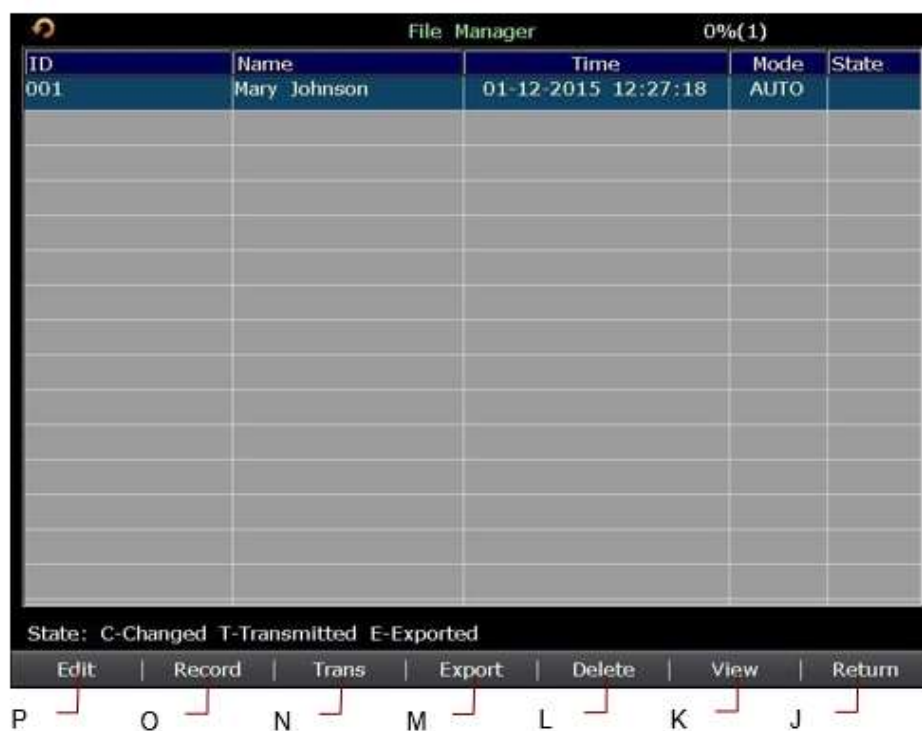 File Manager 0%(1)
ID Name Time Mode State
001 Mary Johnson 01-12-2015 12:27:18 AUTO
State: C-Changed T-Transmitted E-Exported
Edit | Record | Trans | Export | Delete | View | Return
P O N M L K J